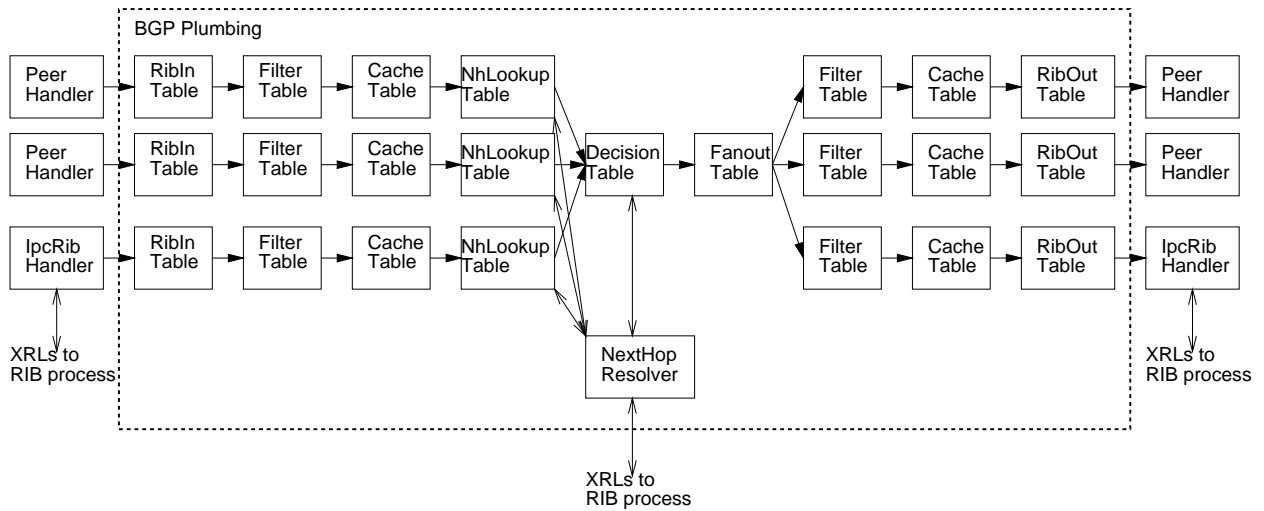 BGP Plumbing
Peer
Handler
RibIn
Table
Filter
Table
Cache
Table
NhLookup
Table
Filter
Table
Cache
Table
RibOut
Table
Peer
Handler
Peer
Handler
RibIn
Table
Filter
Table
Cache
Table
NhLookup
Table
Decision
Table
Fanout
Table
Filter
Table
Cache
Table
RibOut
Table
Peer
Handler
IpcRib
Handler
RibIn
Table
Filter
Table
Cache
Table
NhLookup
Table
Filter
Table
Cache
Table
RibOut
Table
IpcRib
Handler
XRLs to
RIB process
NextHop
Resolver
XRLs to
RIB process
XRLs to
RIB process